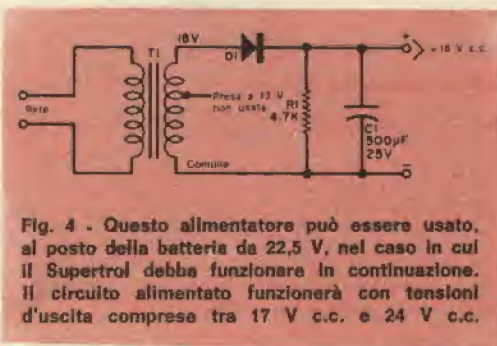 T1
18V
D1
+ 18 V c.c.
Rete
Presa a 13 V
non usata
R1
4.7K
C1
500µF
25V
Comune
Fig. 4 - Questo alimentatore può essere usato,
al posto della batteria da 22,5 V, nel caso in cui
il Supertrol debba funzionare in continuazione.
Il circuito alimentato funzionerà con tensioni
d'uscita comprese tra 17 V c.c. e 24 V c.c.